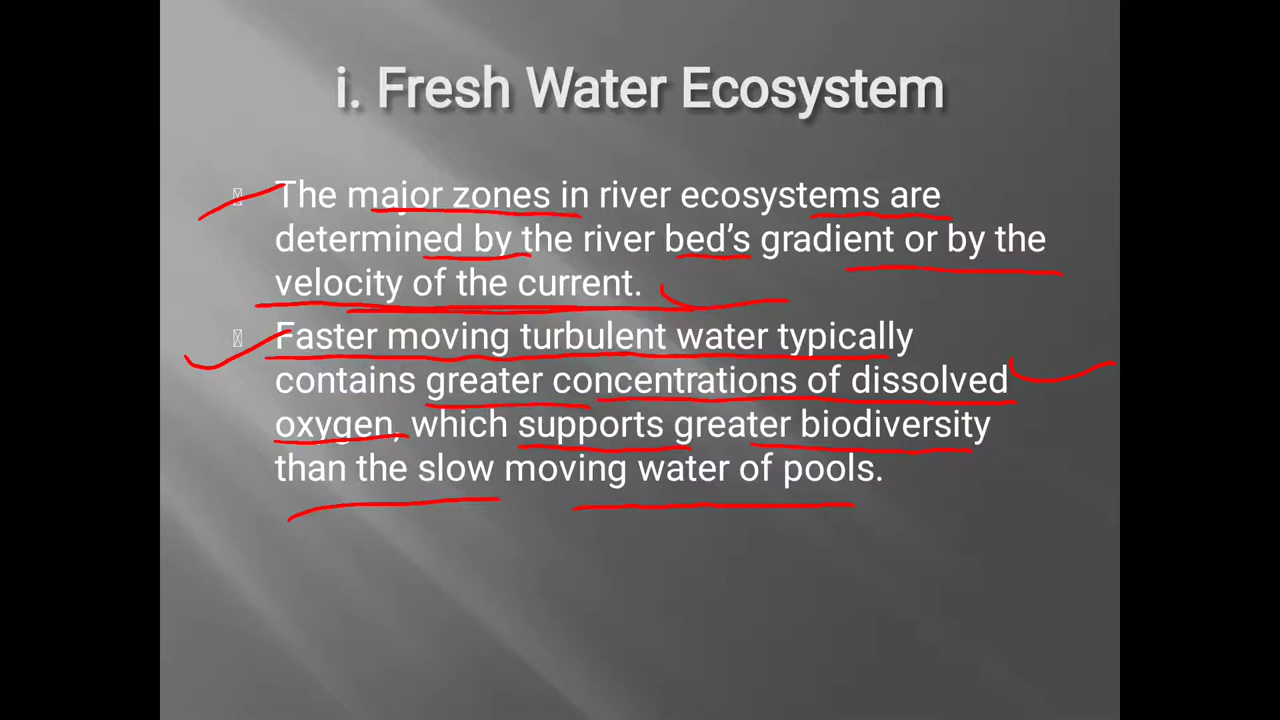 i. Fresh Water Ecosystem
The major zones in river ecosystems are
determined by the river bed’s gradient or by the
velocity of the current.
Faster moving turbulent water typically
contains greater concentrations of dissolved
oxygen, which supports greater biodiversity
than the slow moving water of pools.